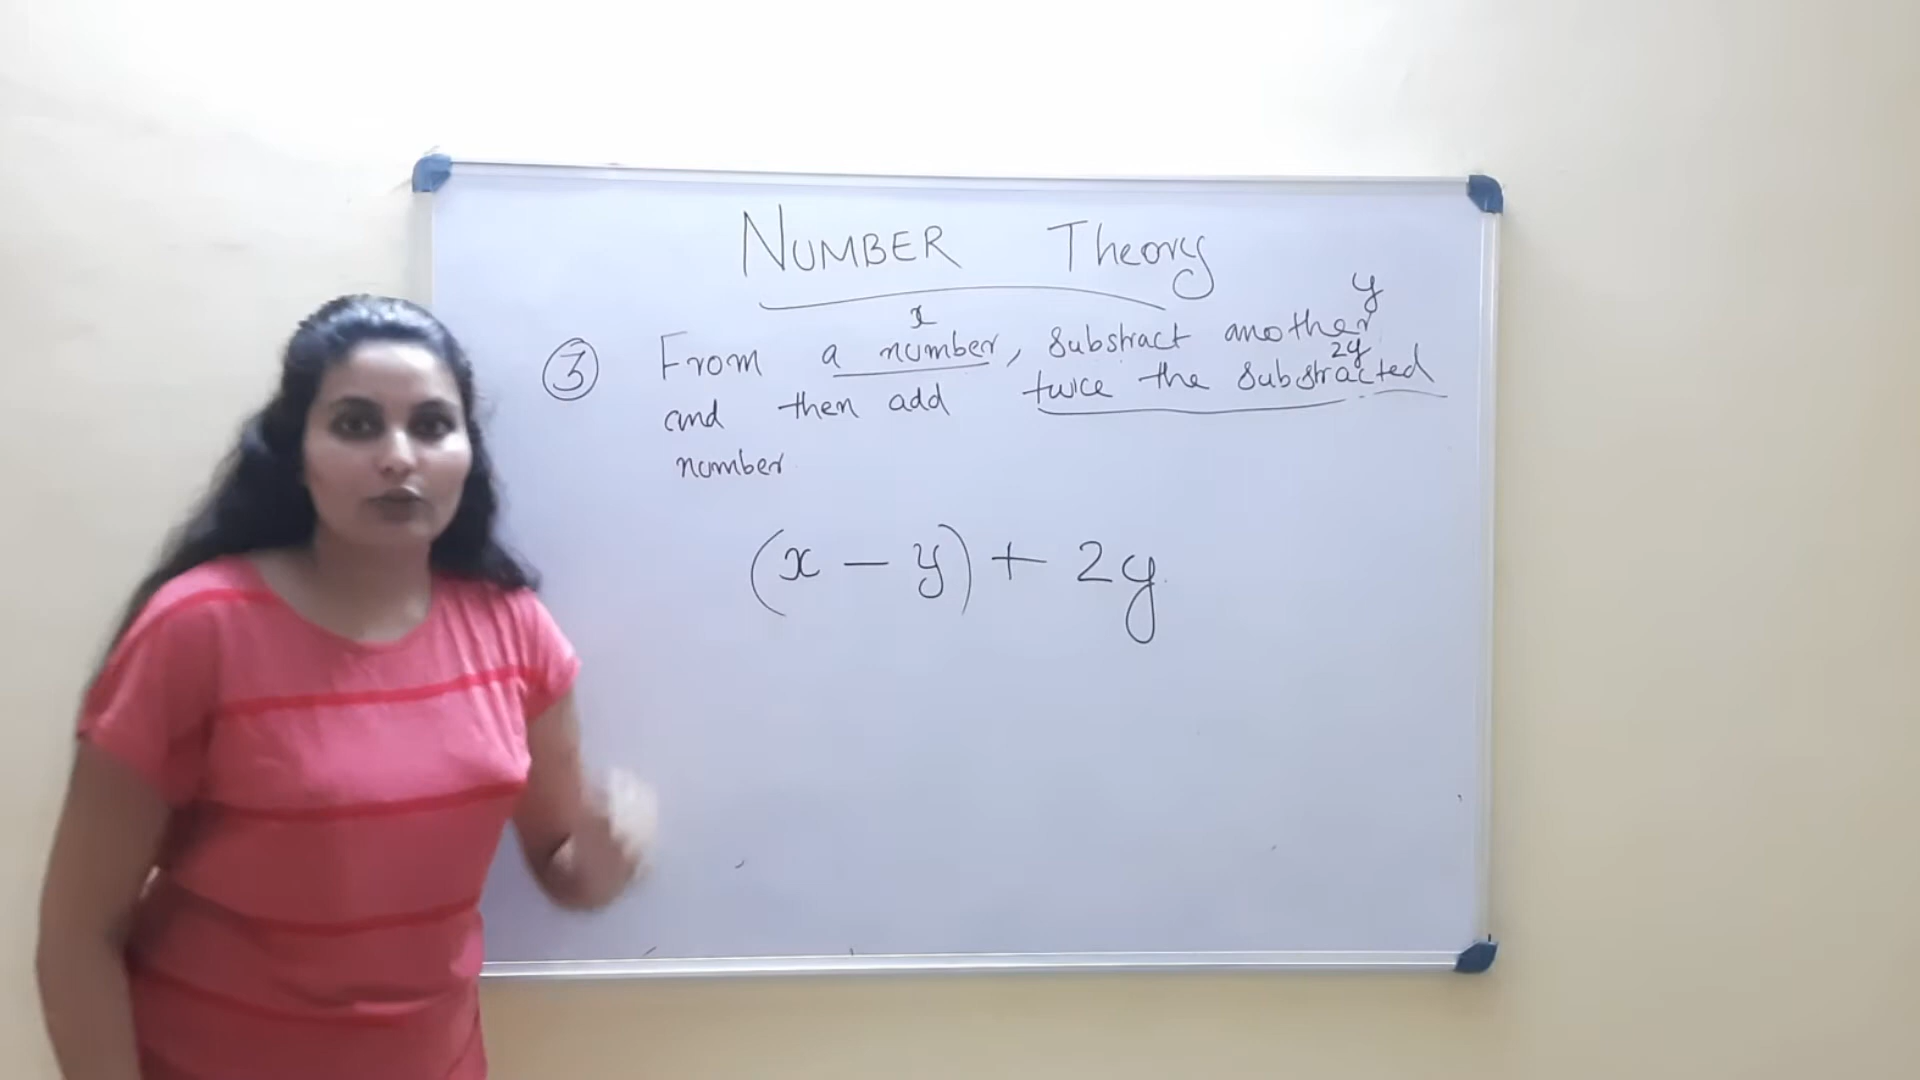 NUMBER Theory
x
y
③ From a number, substract another
2y
and then add twice the substracted
number
(x - y) + 2y